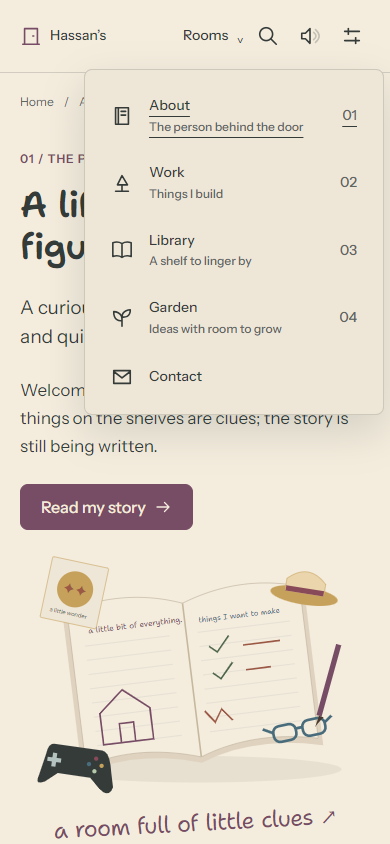 Hassan's
Rooms
About
The person behind the door
01
Work
Things I build
02
Library
A shelf to linger by
03
Garden
Ideas with room to grow
04
Contact
Home /
01 / THE
A
figu
A curio
and qui
Welcom
things on the shelves are clues; the story is
still being written.
Read my story →
a little wonder
a little bit of everything.
things I want to make
a room full of little clues ↗